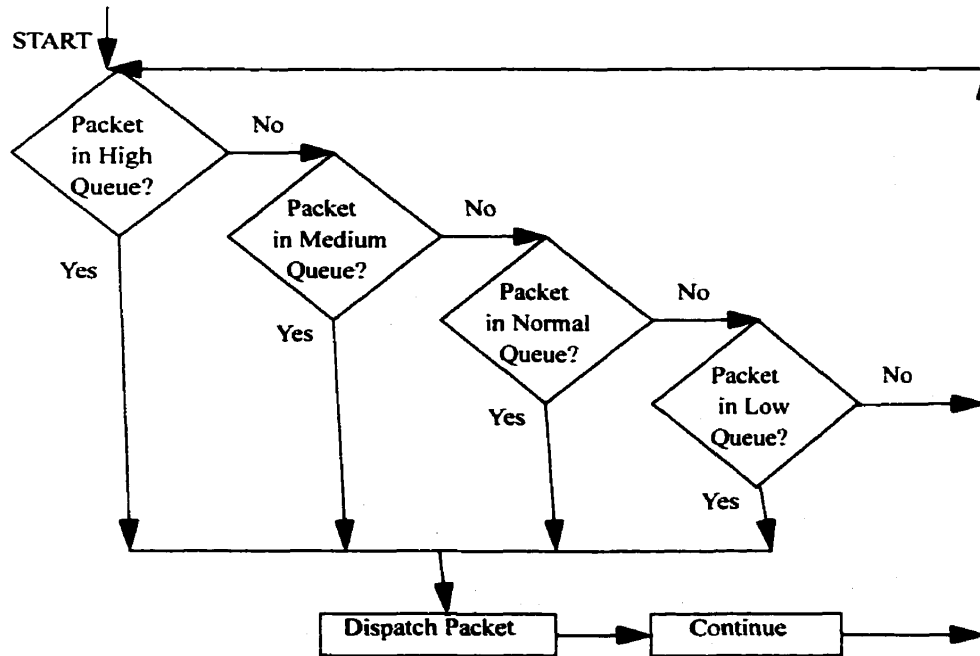 START
Packet
in High
Queue?
No
Yes
Packet
in Medium
Queue?
No
Yes
Packet
in Normal
Queue?
No
Yes
Packet
in Low
Queue?
No
Yes
Dispatch Packet
Continue